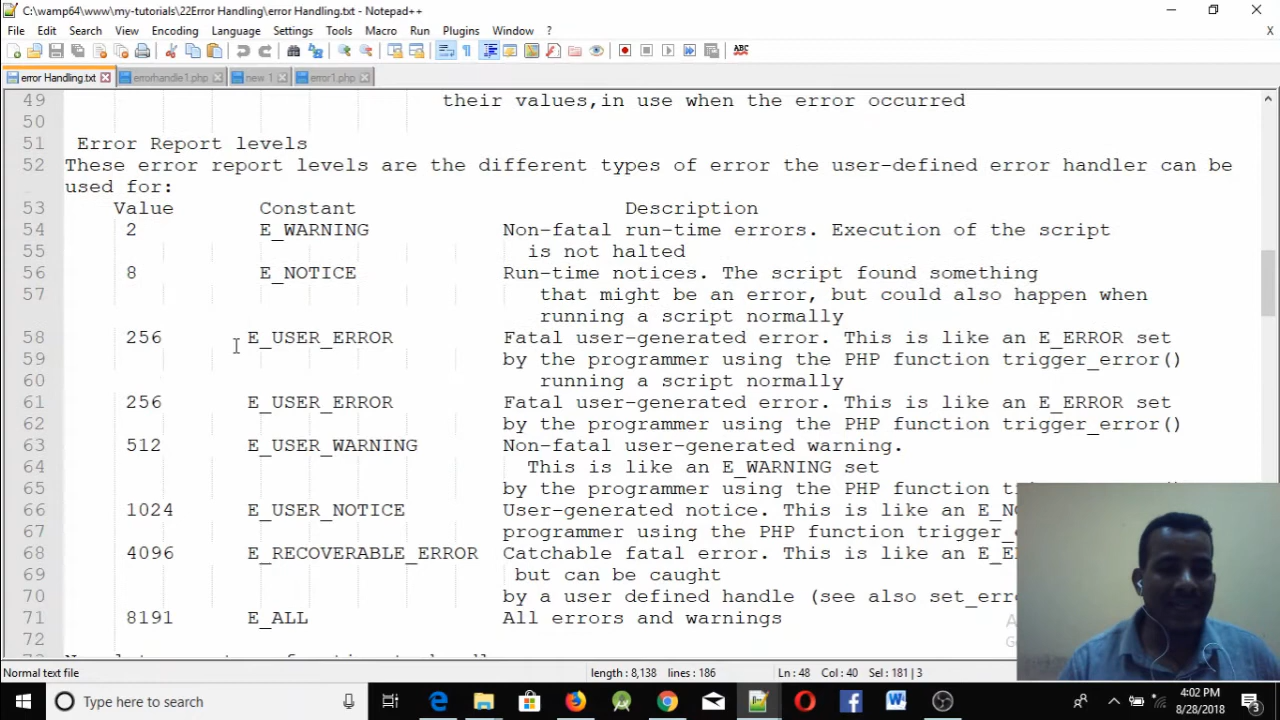 C:\wamp64\www\my-tutorials\22Error Handling\error Handling.txt - Notepad++
File Edit Search View Encoding Language Settings Tools Macro Run Plugins Window ?
X
ABC
error Handling.txt errorhandle1.php new 1 error1.php
49 their values,in use when the error occurred
50
51 Error Report levels
52 These error report levels are the different types of error the user-defined error handler can be
used for:
53 Value Constant Description
54 2 E_WARNING Non-fatal run-time errors. Execution of the script
55 is not halted
56 8 E_NOTICE Run-time notices. The script found something
57 that might be an error, but could also happen when
running a script normally
58 256 E_USER_ERROR Fatal user-generated error. This is like an E_ERROR set
59 by the programmer using the PHP function trigger_error()
60 running a script normally
61 256 E_USER_ERROR Fatal user-generated error. This is like an E_ERROR set
62 by the programmer using the PHP function trigger_error()
63 512 E_USER_WARNING Non-fatal user-generated warning.
64 This is like an E_WARNING set
65 by the programmer using the PHP function
66 1024 E_USER_NOTICE User-generated notice. This is like an
67 programmer using the PHP function
68 4096 E_RECOVERABLE_ERROR Catchable fatal error. This is like an
69 but can be caught
70 by a user defined handle (see also
71 8191 E_ALL All errors and warnings
72
Normal text file length : 8,138 lines : 186 Ln : 48 Col : 40 Sel : 181 | 3
Type here to search
4:02 PM
8/28/2018
3